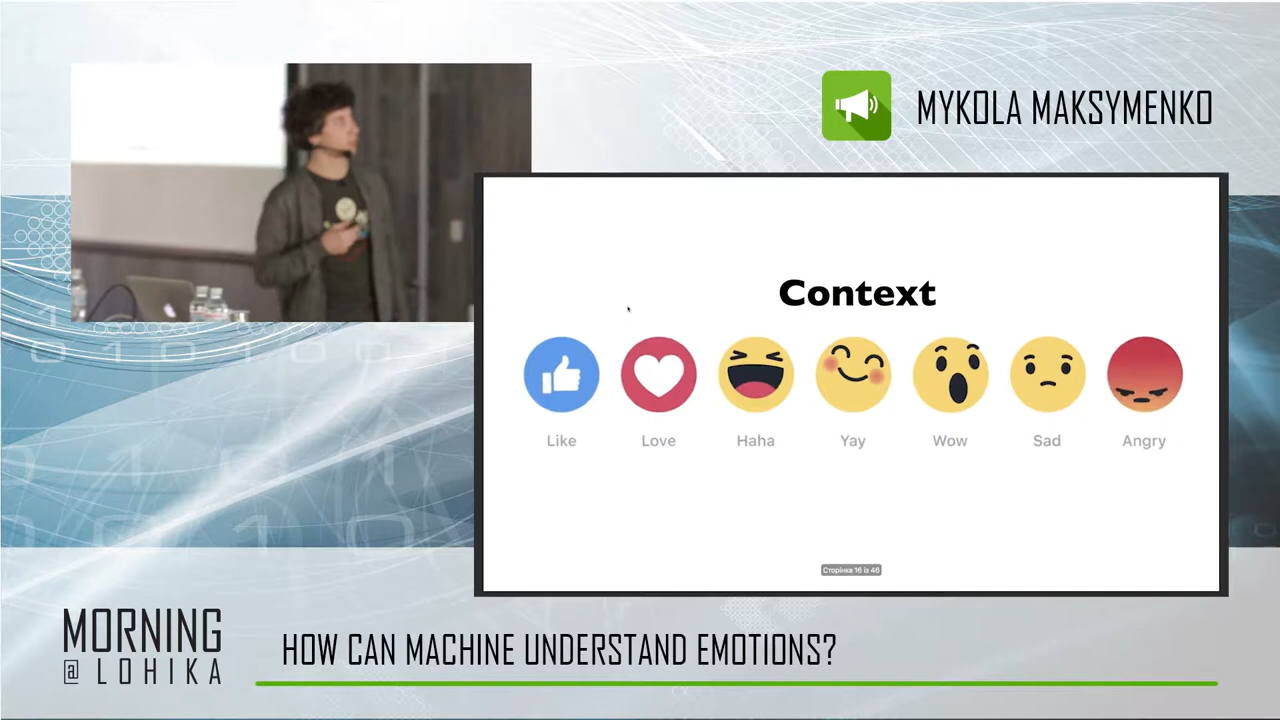 MYKOLA MAKSYMENKO
Context
Like Love Haha Yay Wow Sad Angry
Сторінка 16 із 46
MORNING
@ LOHIKA
HOW CAN MACHINE UNDERSTAND EMOTIONS?